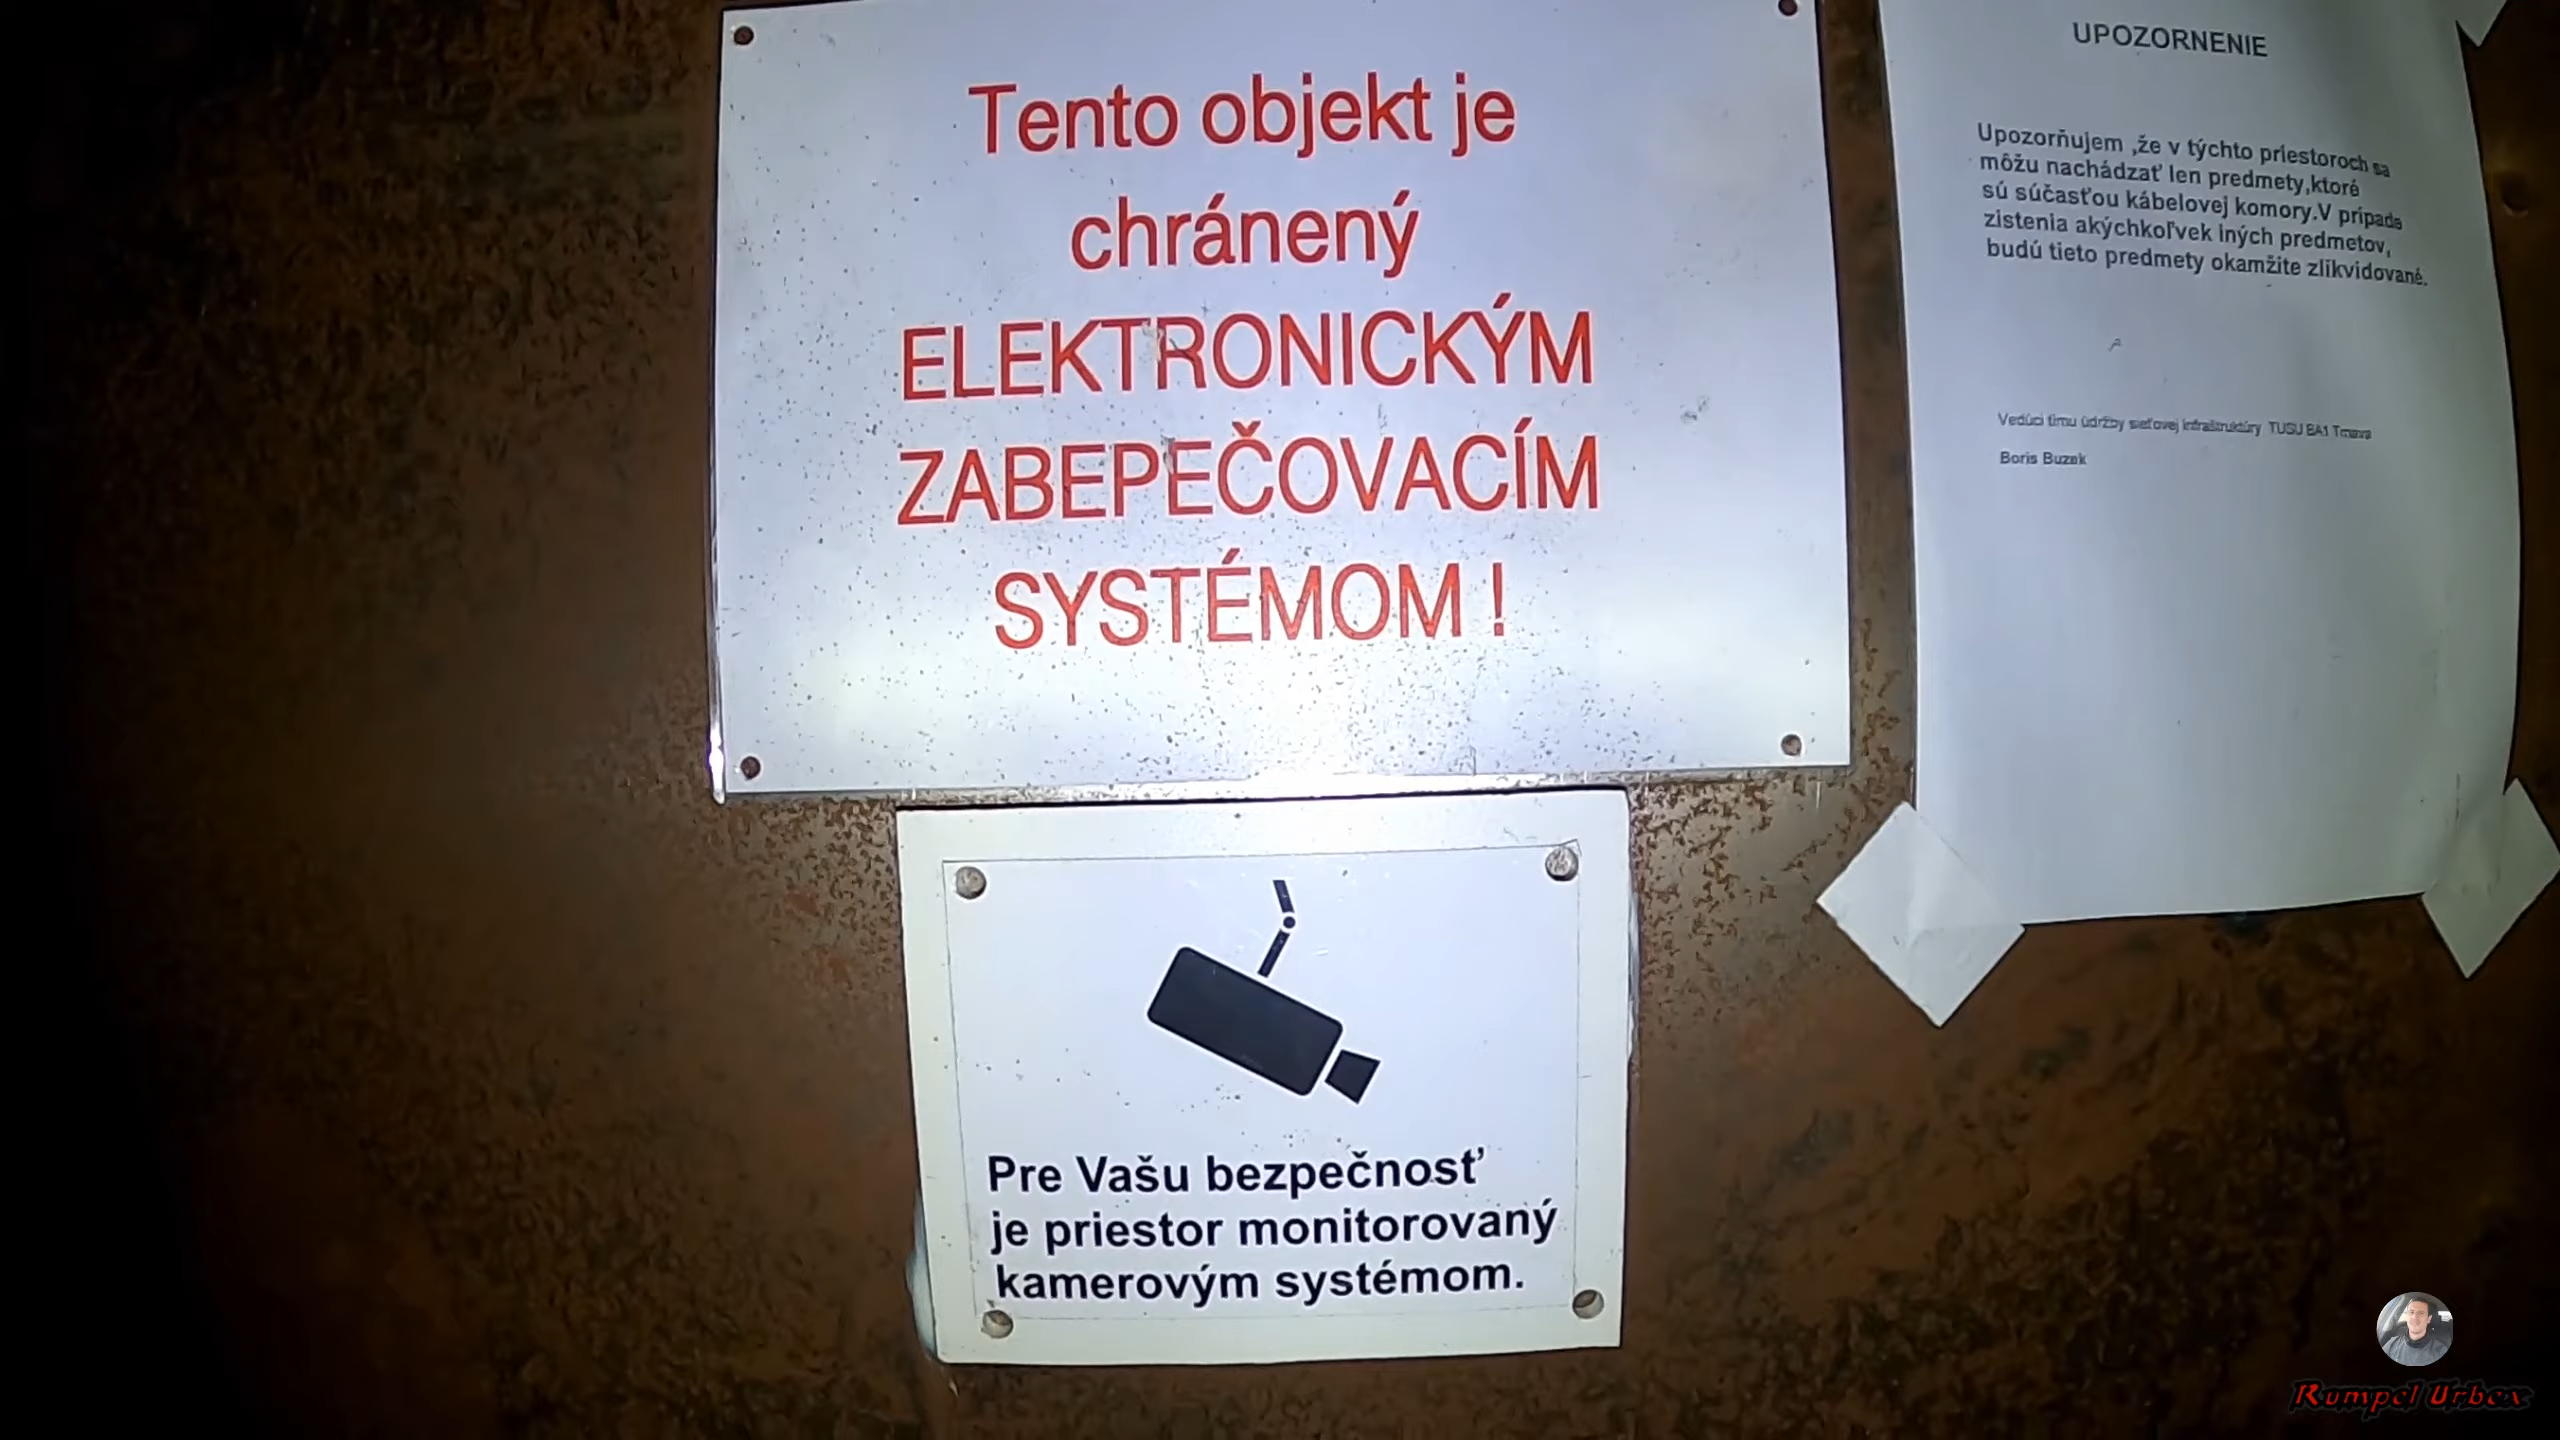 Tento objekt je
chránený
ELEKTRONICKÝM
ZABEPEČOVACÍM
SYSTÉMOM !
Pre Vašu bezpečnosť
je priestor monitorovaný
kamerovým systémom.
UPOZORNENIE
Upozorňujem ,že v týchto priestoroch sa
môžu nachádzať len predmety,ktoré
sú súčasťou kábelovej komory.V prípade
zistenia akýchkoľvek iných predmetov,
budú tieto predmety okamžite zlikvidované.
Vedúci tímu údržby sieťovej infraštruktúry TUSU BA1 Trnava
Boris Buzek
Rumpel Urbex